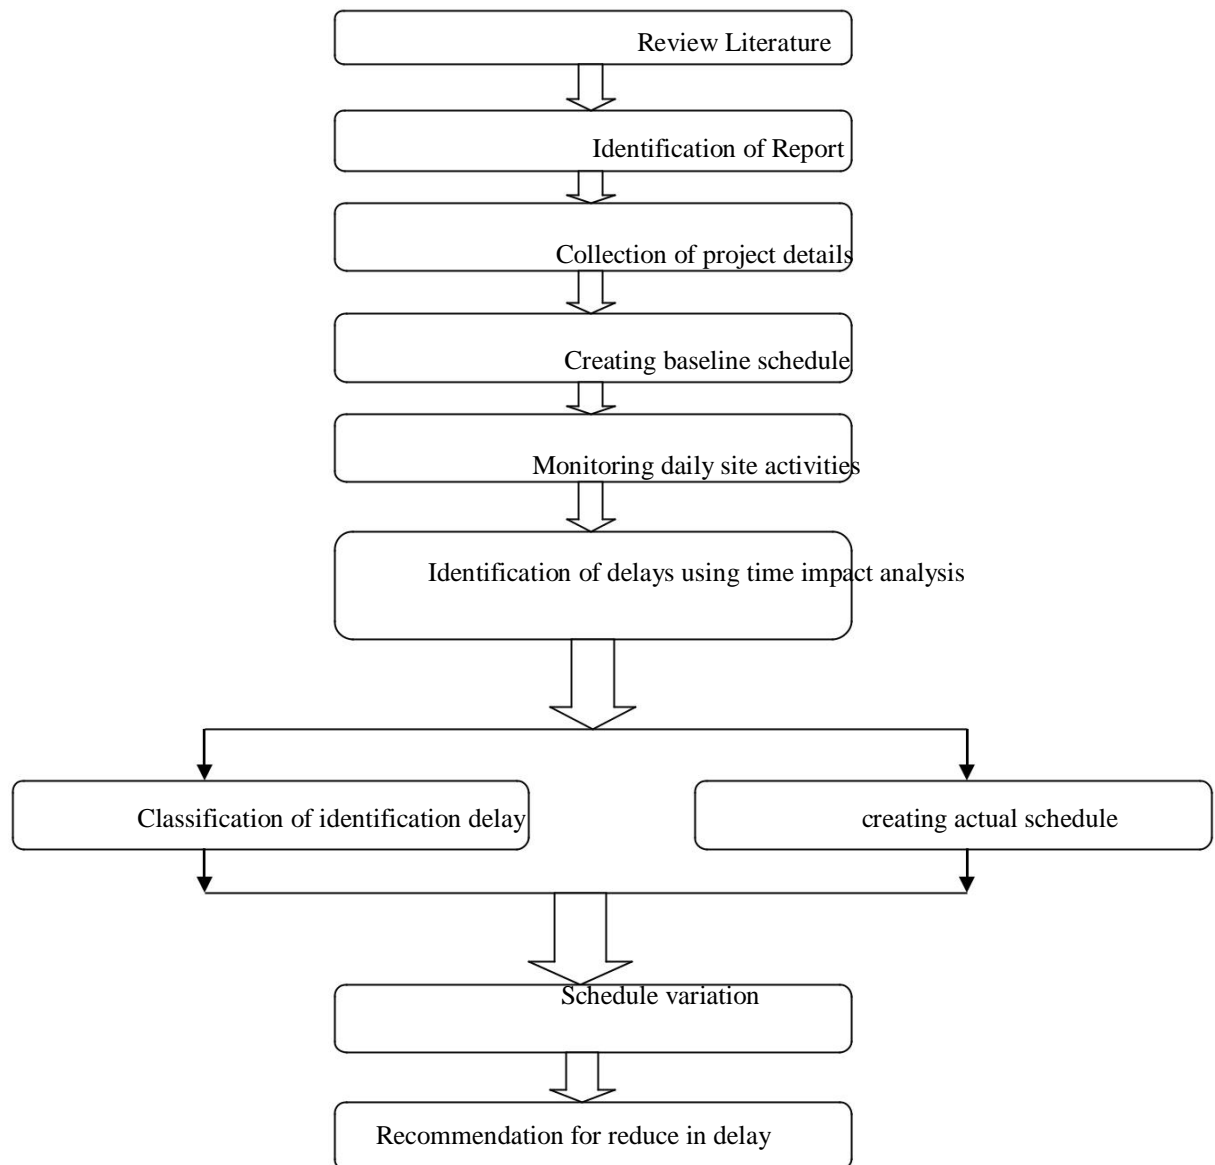 Review Literature
Identification of Report
Collection of project details
Creating baseline schedule
Monitoring daily site activities
Identification of delays using time impact analysis
Classification of identification delay
creating actual schedule
Schedule variation
Recommendation for reduce in delay